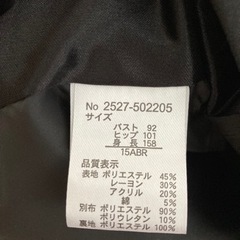 No 2527-502205
サイズ
バスト 92
ヒップ 101
身長 158
15ABR
品質表示
表地 ポリエステル 45%
レーヨン 30%
アクリル 20%
綿 5%
別布 ポリエステル 90%
ポリウレタン 10%
裏地 ポリエステル 100%